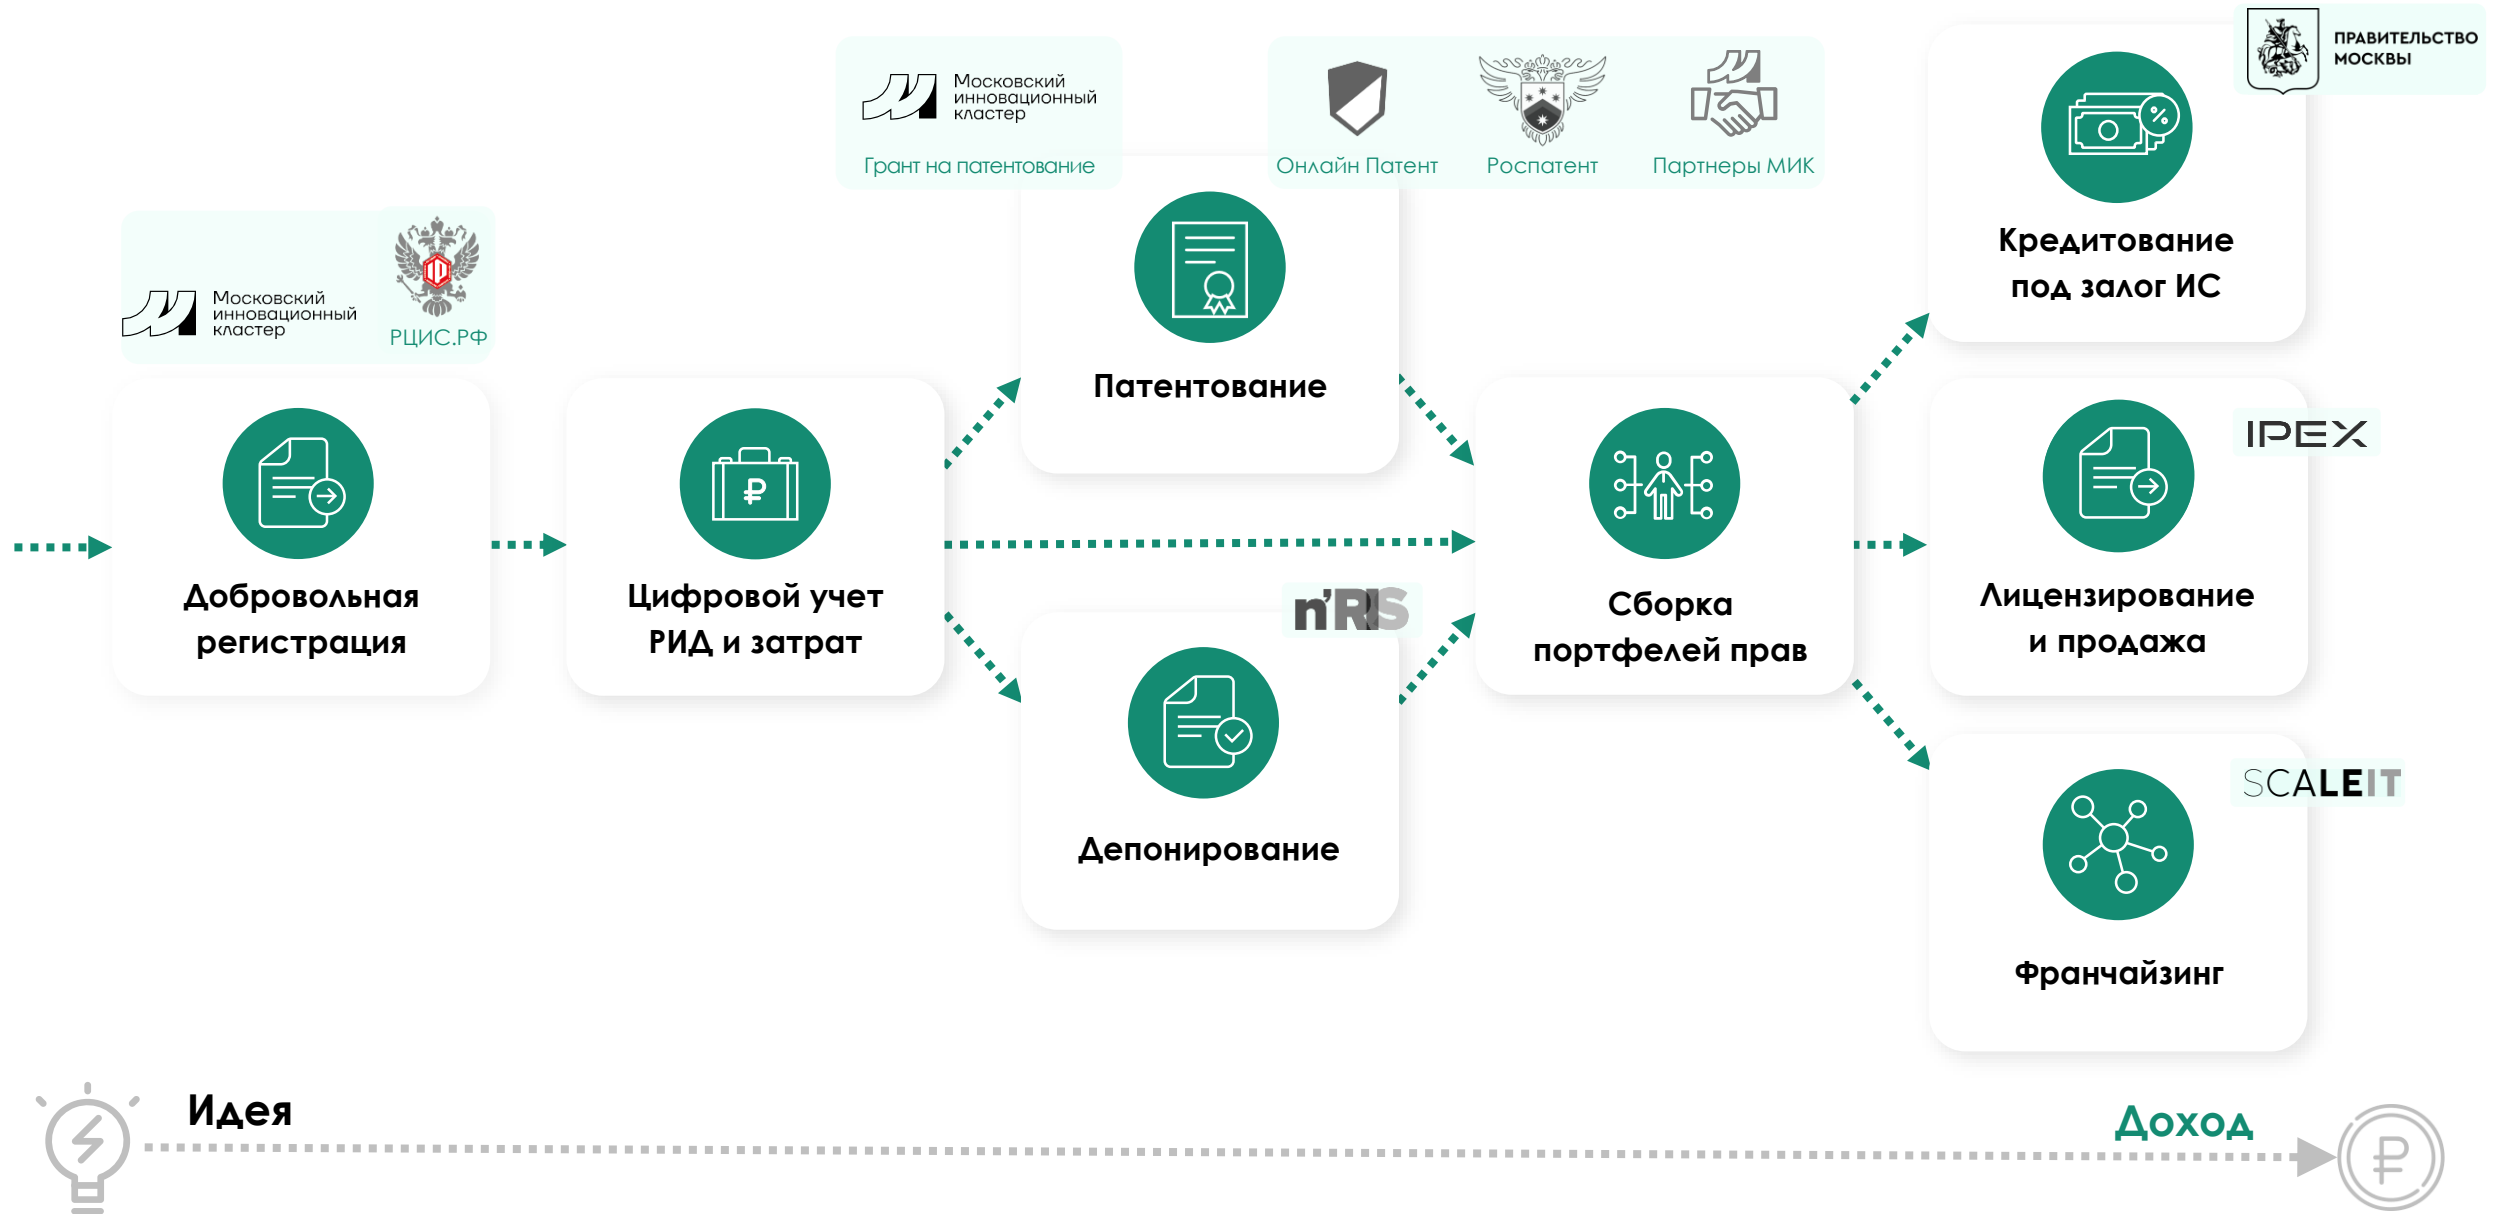 ПРАВИТЕЛЬСТВО
МОСКВЫ
Московский
инновационный
кластер
Грант на патентование
Онлайн Патент
Роспатент
Партнеры МИК
Кредитование
под залог ИС
Московский
инновационный
кластер
РЦИС.РФ
Патентование
IPEX
Добровольная
регистрация
Цифровой учет
РИД и затрат
n'RIS
Сборка
портфелей прав
Лицензирование
и продажа
Депонирование
SCALEIT
Франчайзинг
Идея
Доход